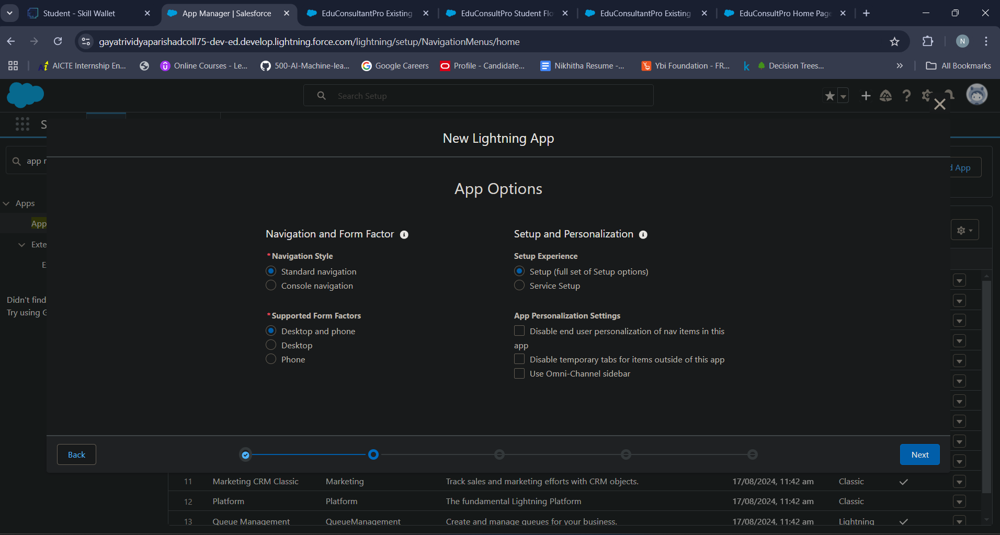 Student - Skill Wallet
App Manager | Salesforce
EduConsultantPro Existing
EduConsultPro Student Flo
EduConsultantPro Existing
EduConsultPro Home Page
gayatrividyaparishadcoll75-dev-ed.develop.lightning.force.com/lightning/setup/NavigationMenus/home
N
AICTE Internship En...
Online Courses - Le...
500-AI-Machine-lea...
Google Careers
Profile - Candidate...
Nikhitha Resume -...
Ybi Foundation - FR...
k
Decision Trees...
All Bookmarks
Search Setup
S
New Lightning App
app
d App
App Options
Apps
App
Exte
E
Didn't find
Try using G
Navigation and Form Factor
*Navigation Style
Standard navigation
Console navigation
*Supported Form Factors
Desktop and phone
Desktop
Phone
Setup and Personalization
Setup Experience
Setup (full set of Setup options)
Service Setup
App Personalization Settings
Disable end user personalization of nav items in this
app
Disable temporary tabs for items outside of this app
Use Omni-Channel sidebar
Back
Next
11 Marketing CRM Classic Marketing Track sales and marketing efforts with CRM objects. 17/08/2024, 11:42 am Classic
12 Platform Platform The fundamental Lightning Platform 17/08/2024, 11:42 am Classic
13 Queue Management QueueManagement Create and manage queues for your business. 17/08/2024, 11:42 am Lightning